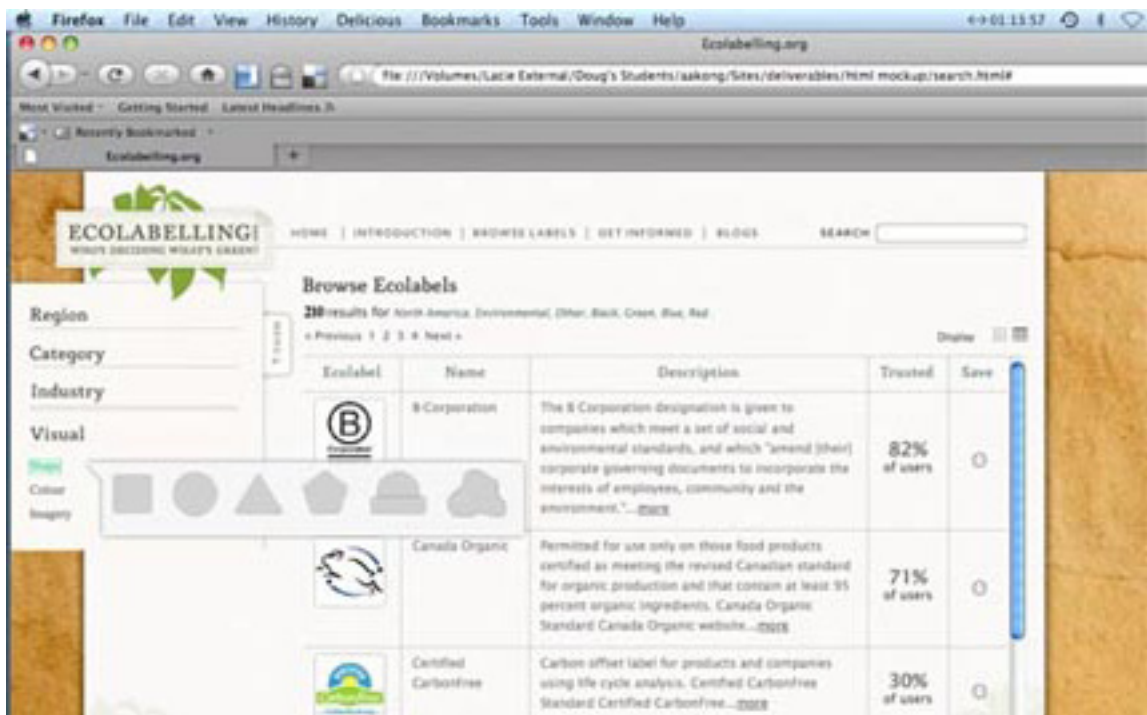 Firefox File Edit View History Delicious Bookmarks Tools Window Help 01:13:57
Ecolabelling.org
file:///Volumes/Lacie External/Doug's Students/aakong/Sites/deliverables/html mockup/search.html#
Most Visited Getting Started Latest Headlines
Recently Bookmarked
Ecolabelling.org +
ECOLABELLING
WHO'S DECIDING WHAT'S GREEN?
HOME | INTRODUCTION | BROWSE LABELS | GET INFORMED | BLOGS SEARCH
Browse Ecolabels
210 results for North America, Environmental, Other, Black, Green, Blue, Red
« Previous 1 2 3 4 Next » Display
Region
Category
Industry
Visual
Shape
Colour
Imagery
Ecolabel Name Description Trusted Save
B
B Corporation
The B Corporation designation is given to
companies which meet a set of social and
environmental standards, and which "amend [their]
corporate governing documents to incorporate the
interests of employees, community and the
environment."...more
82%
of users
Canada Organic
Permitted for use only on those food products
certified as meeting the revised Canadian standard
for organic production and that contain at least 95
percent organic ingredients. Canada Organic
Standard Canada Organic website...more
71%
of users
Certified
CarbonFree
Carbon offset label for products and companies
using life cycle analysis. Certified CarbonFree
Standard Certified CarbonFree...more
30%
of users